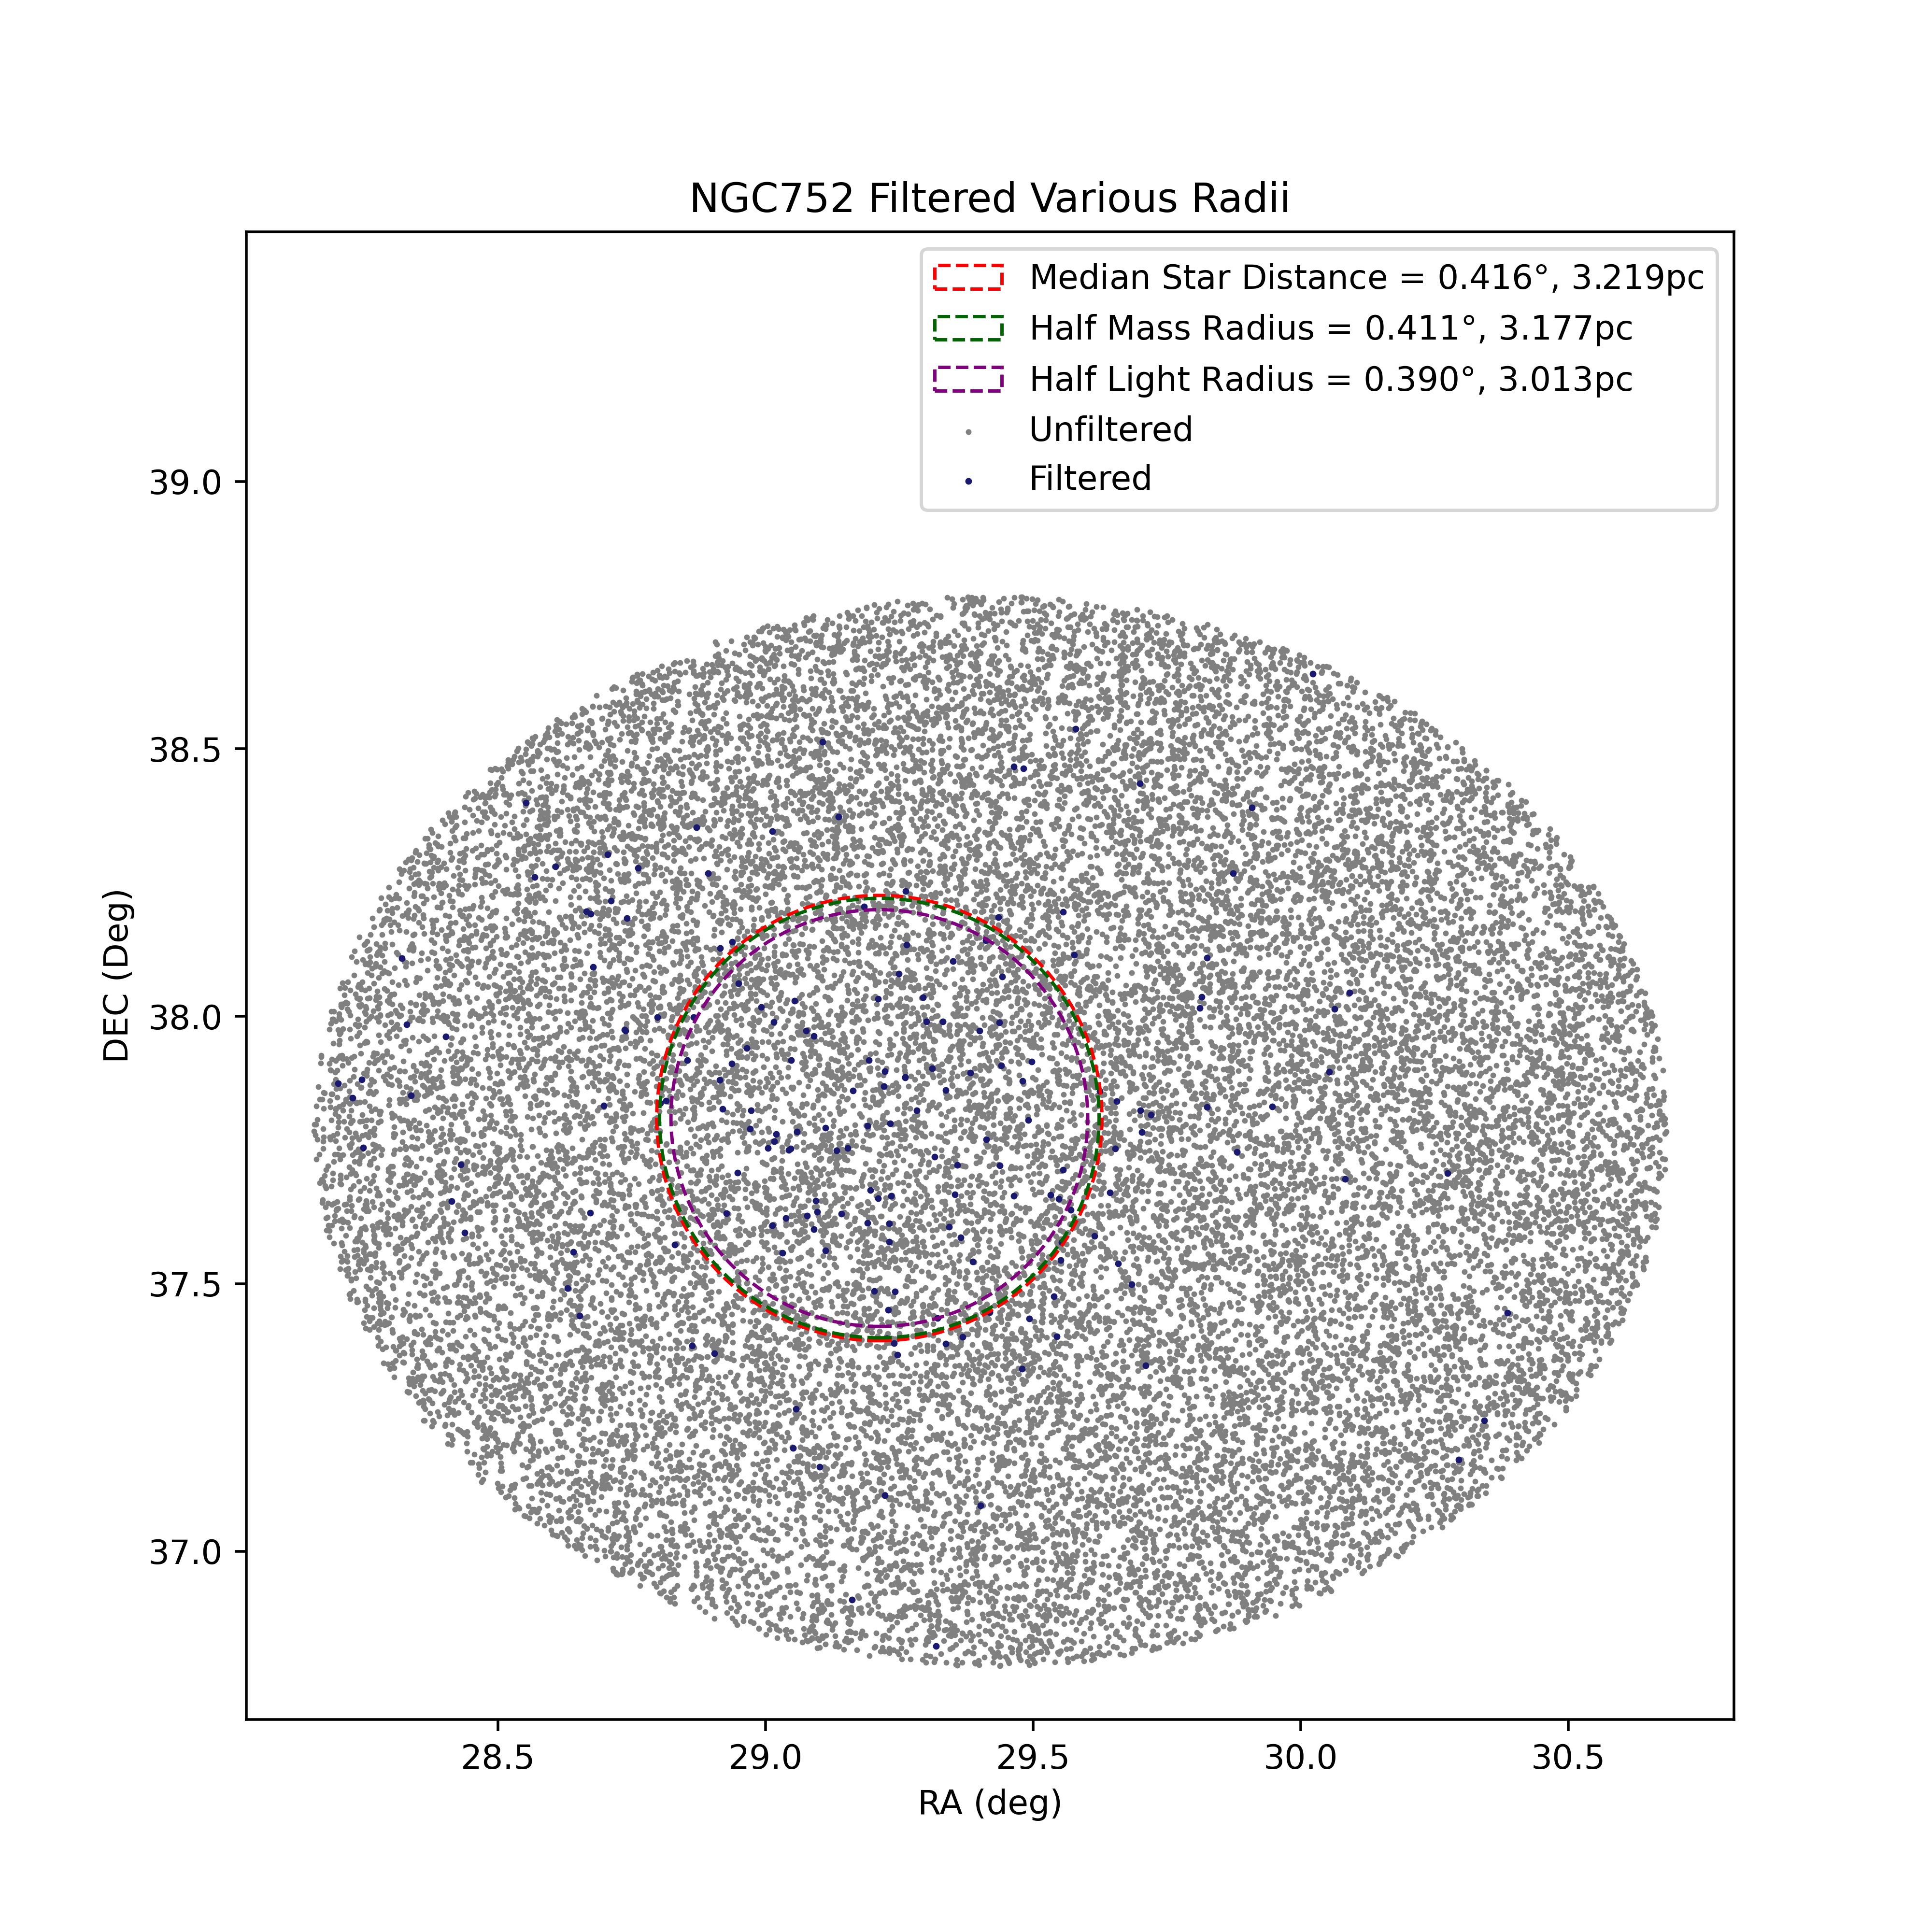 NGC752 Filtered Various Radii
Median Star Distance = 0.416°, 3.219pc
Half Mass Radius = 0.411°, 3.177pc
Half Light Radius = 0.390°, 3.013pc
Unfiltered
Filtered
39.0
38.5
38.0
37.5
37.0
DEC (Deg)
28.5 29.0 29.5 30.0 30.5
RA (deg)